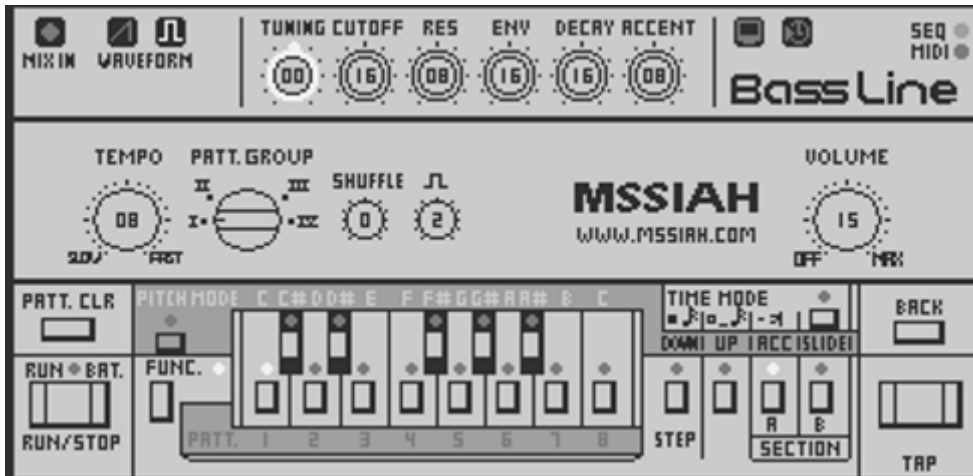 TUNING CUTOFF RES ENV DECAY ACCENT
SEQ
MIDI
MIX IN WAVEFORM
00 16 08 16 16 08
Bass Line
TEMPO PATT. GROUP VOLUME
II III SHUFFLE
MSSIAH
08 I IV 0 2 15
WWW.MSSIAH.COM
SLOW FAST OFF MAX
PATT. CLR PITCH MODE C C# D D# E F F# G G# A A# B C TIME MODE BACK
DOWN UP ACC SLIDE
RUN BAT. FUNC.
RUN/STOP PATT. 1 2 3 4 5 6 7 8 STEP A B
SECTION
TAP